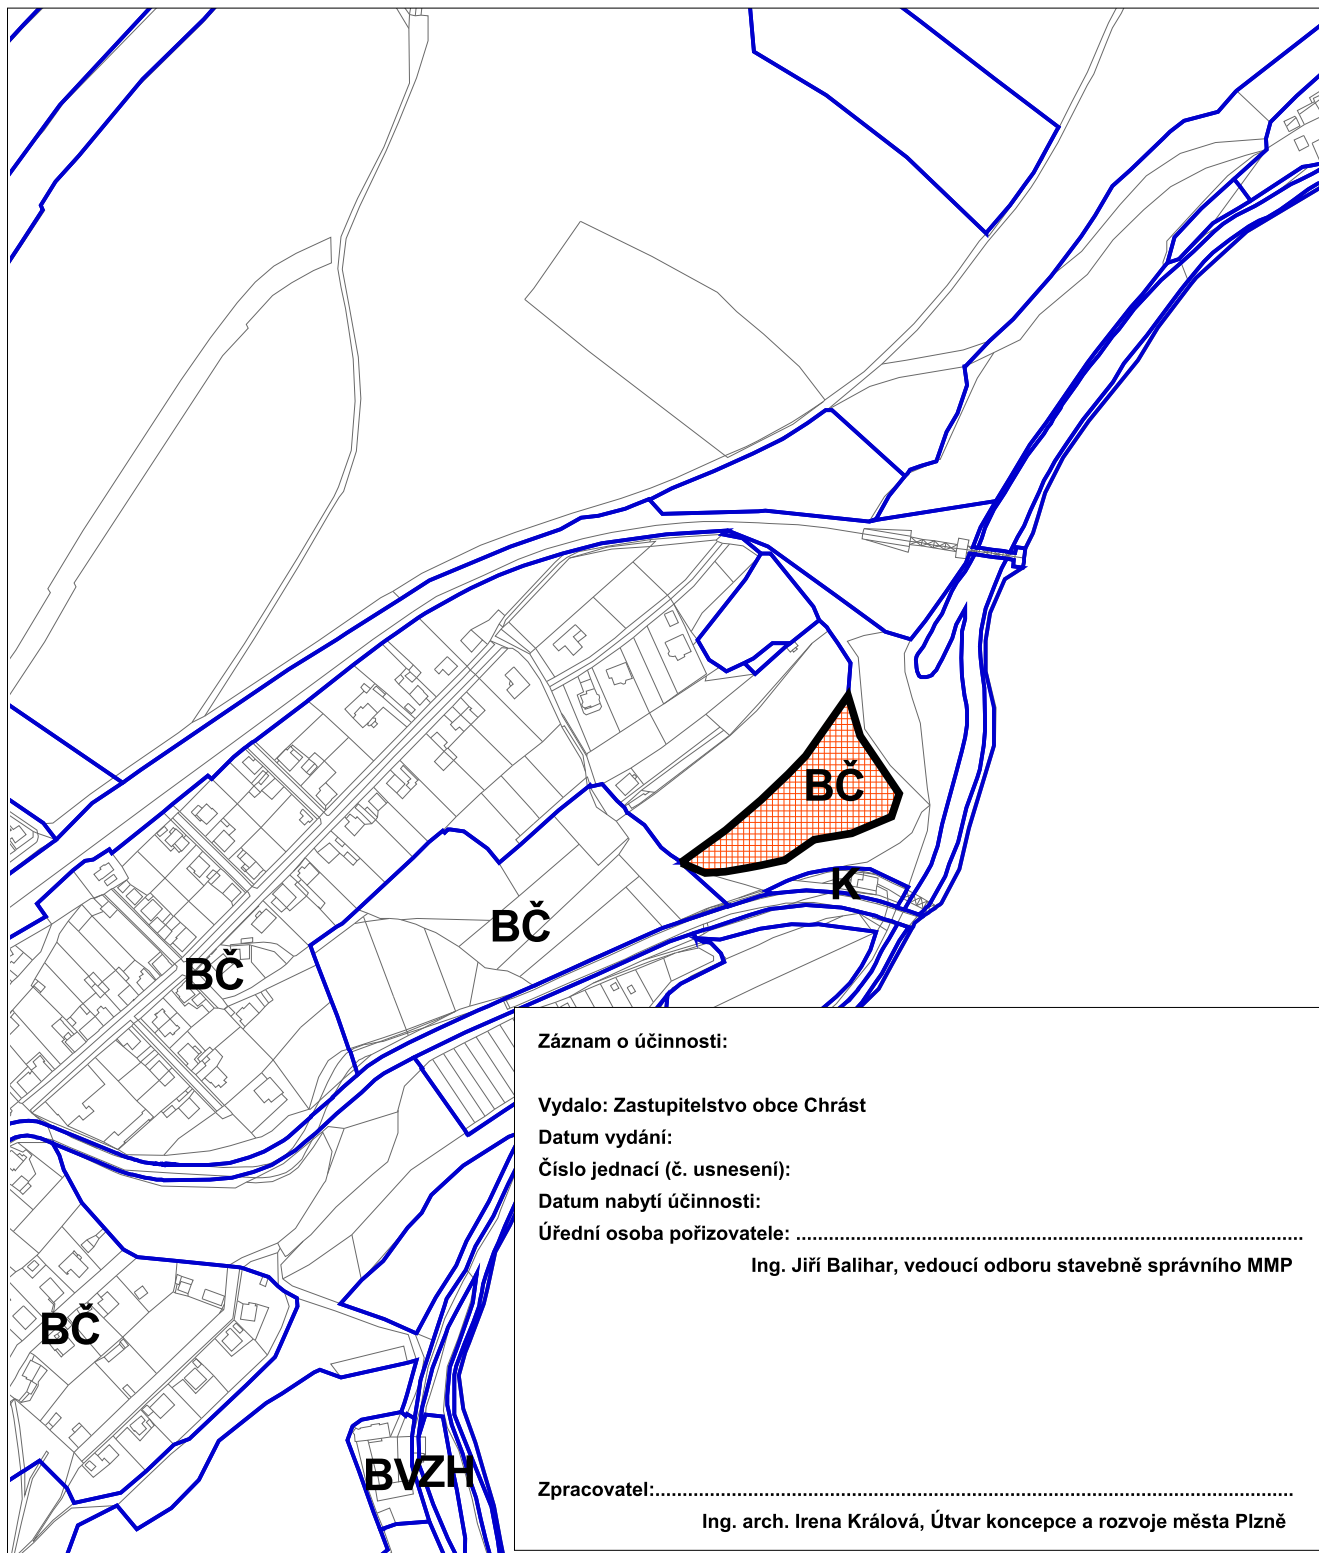 BČ
K
BČ
BČ
BČ
BV
ZH
Záznam o účinnosti:
Vydalo: Zastupitelstvo obce Chrást
Datum vydání:
Číslo jednací (č. usnesení):
Datum nabytí účinnosti:
Úřední osoba pořizovatele: ..............................................................................................
Ing. Jiří Balihar, vedoucí odboru stavebně správního MMP
Zpracovatel:......................................................................................................................
Ing. arch. Irena Králová, Útvar koncepce a rozvoje města Plzně